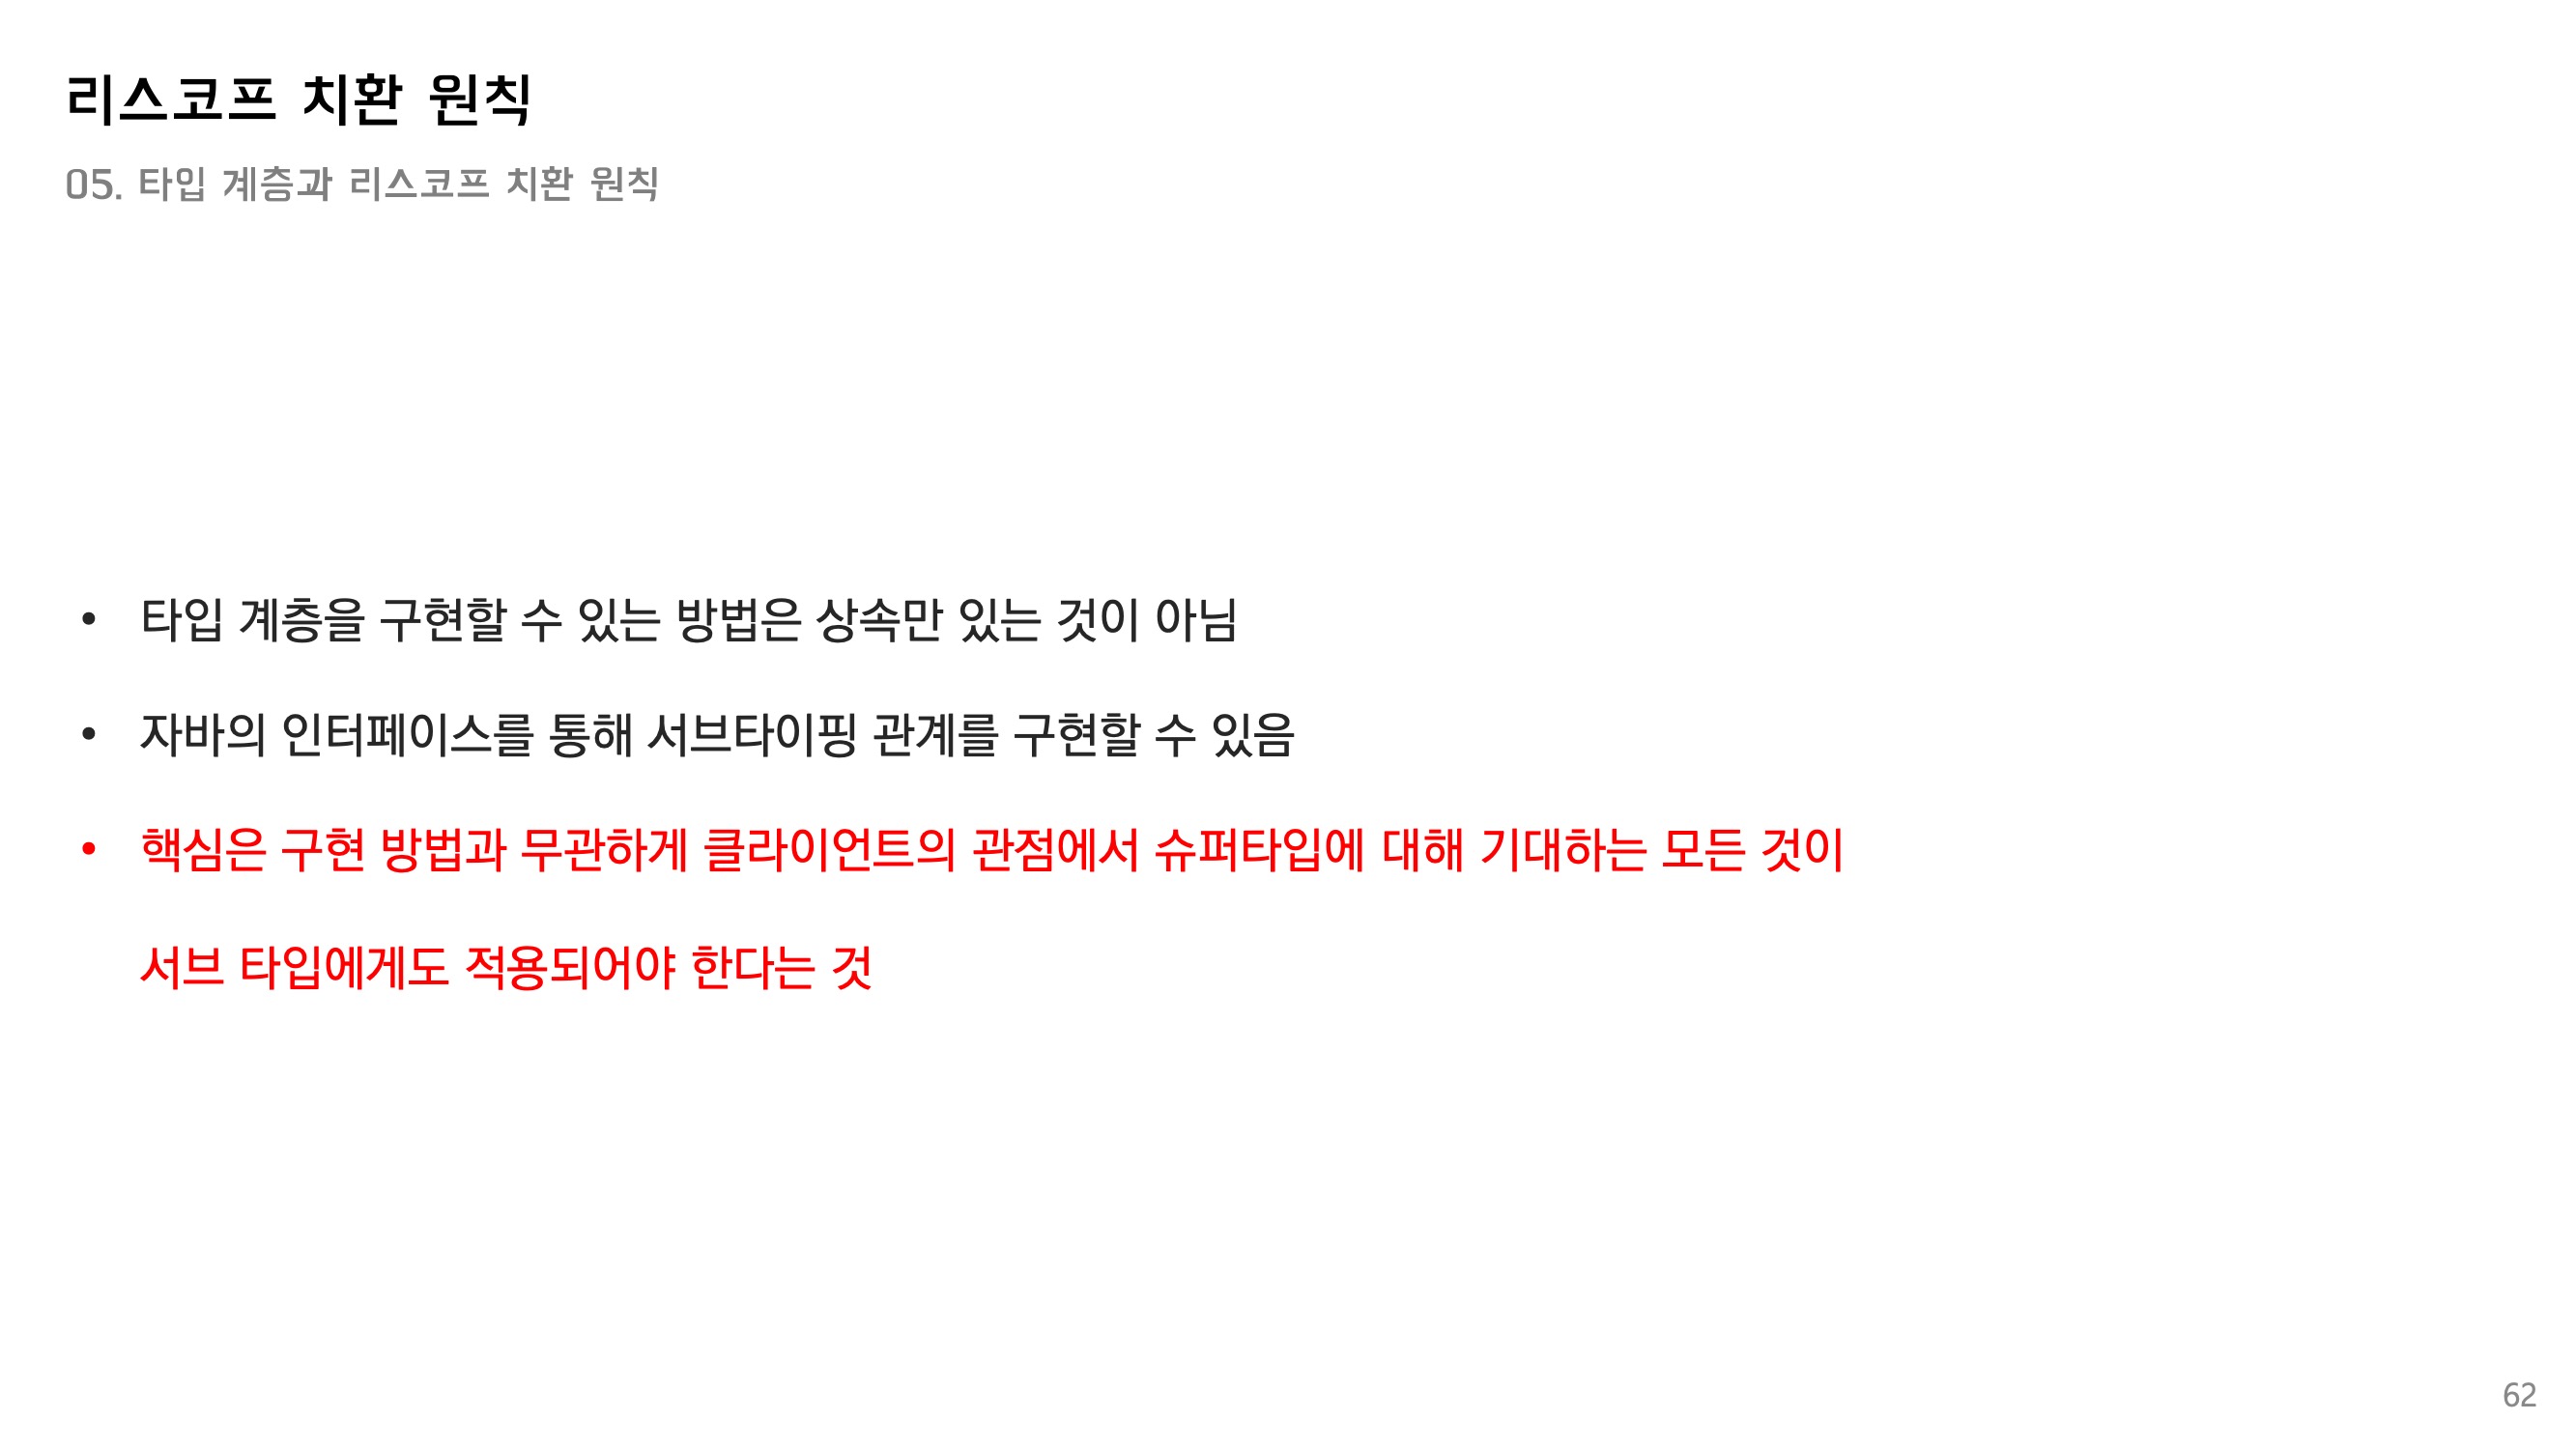 리스코프 치환 원칙
05. 타입 계층과 리스코프 치환 원칙
• 타입 계층을 구현할 수 있는 방법은 상속만 있는 것이 아님
• 자바의 인터페이스를 통해 서브타이핑 관계를 구현할 수 있음
• 핵심은 구현 방법과 무관하게 클라이언트의 관점에서 슈퍼타입에 대해 기대하는 모든 것이
서브 타입에게도 적용되어야 한다는 것
62